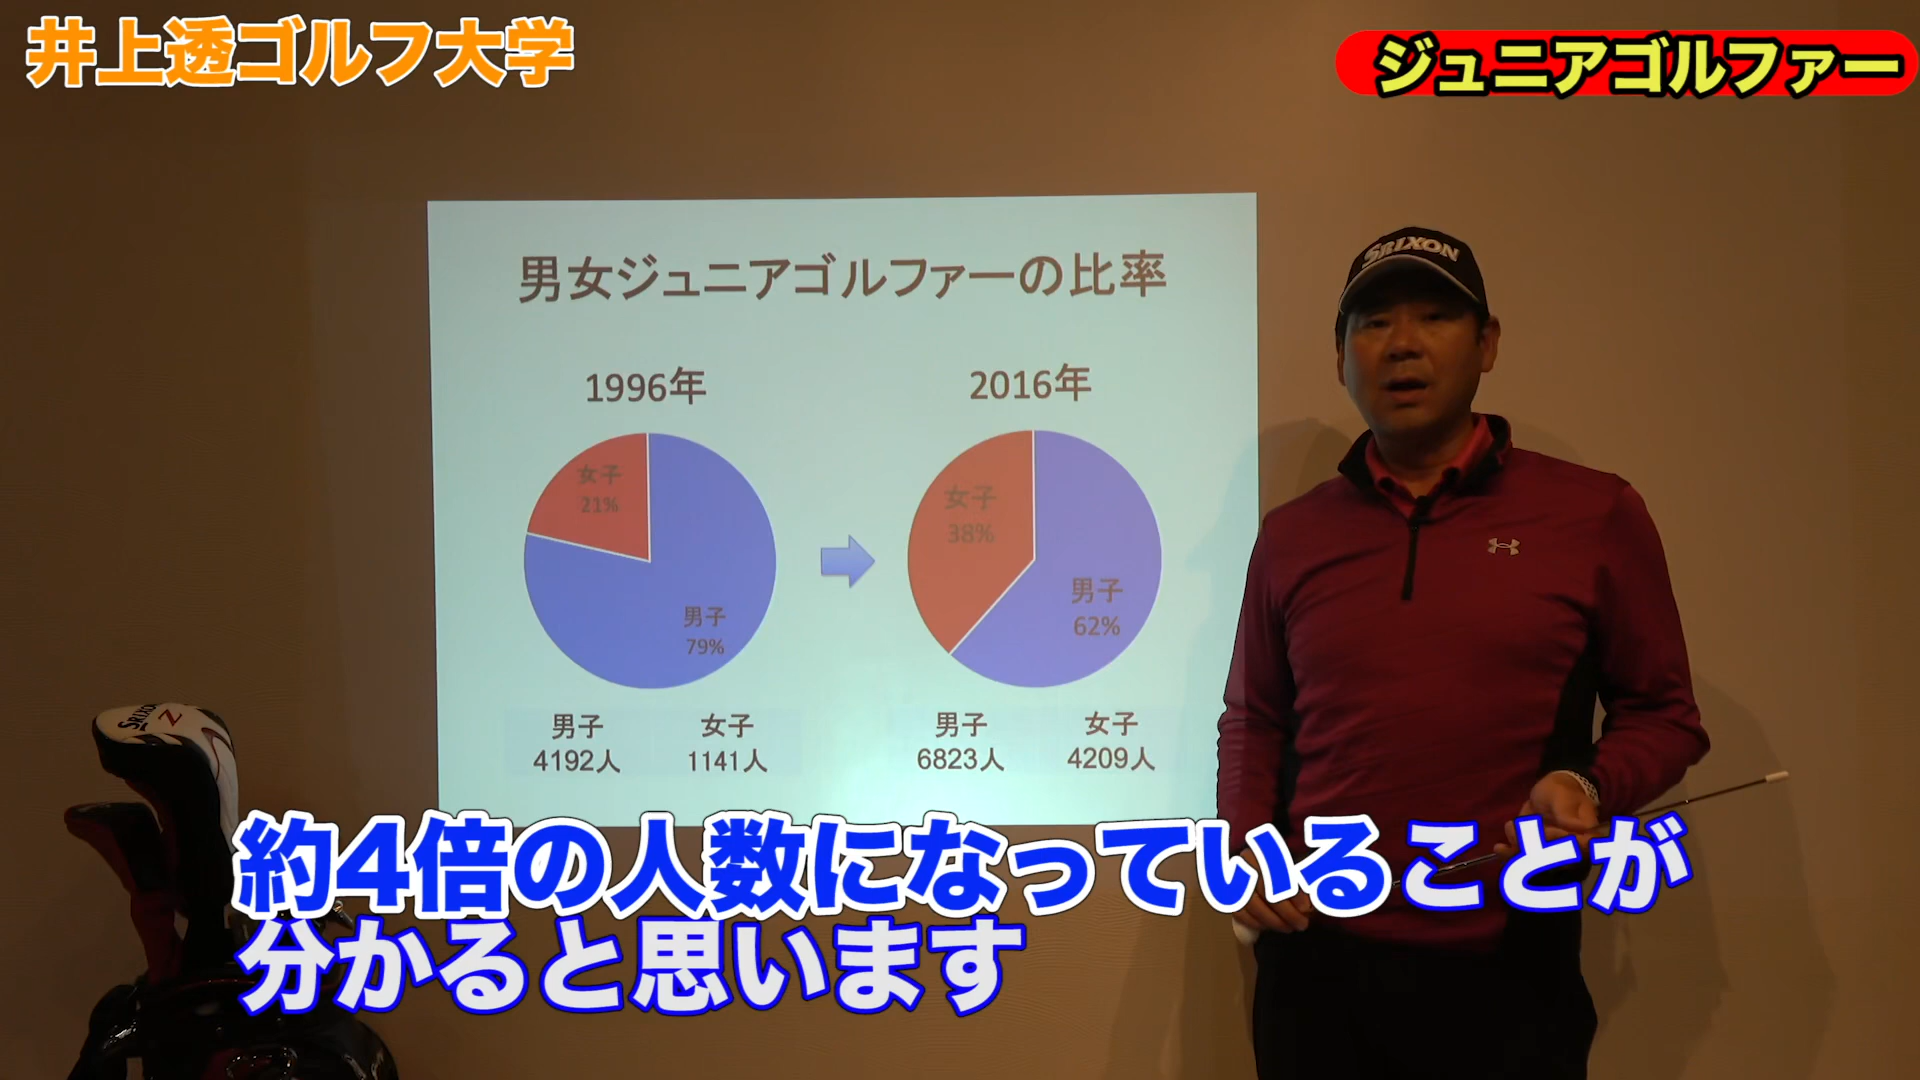 井上透ゴルフ大学
ジュニアゴルファー
SRIXON
男女ジュニアゴルファーの比率
1996年
2016年
女子
21%
男子
79%
女子
38%
男子
62%
男子
女子
4192人
1141人
男子
女子
6823人
4209人
SRIXON
Z
約4倍の人数になっていることが
分かると思います